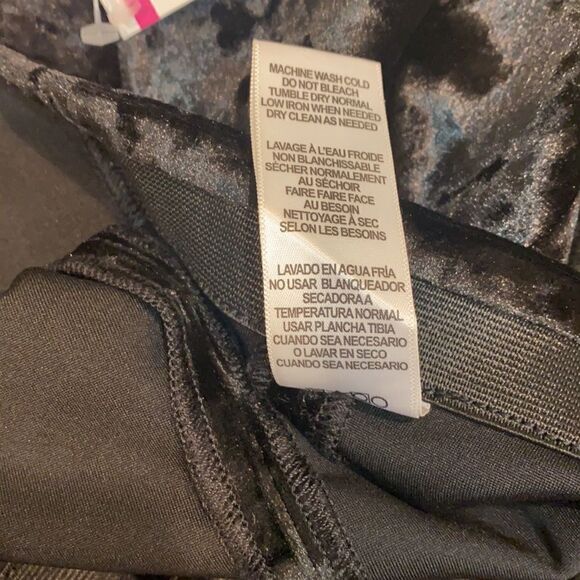 MACHINE WASH COLD
DO NOT BLEACH
TUMBLE DRY NORMAL
LOW IRON WHEN NEEDED
DRY CLEAN AS NEEDED
LAVAGE À L'EAU FROIDE
NON BLANCHISSABLE
SÉCHER NORMALEMENT
AU SÉCHOIR
FAIRE FAIRE FACE
AU BESOIN
NETTOYAGE À SEC
SELON LES BESOINS
LAVADO EN AGUA FRÍA
NO USAR BLANQUEADOR
SECADORA A
TEMPERATURA NORMAL
USAR PLANCHA TIBIA
CUANDO SEA NECESARIO
O LAVAR EN SECO
CUANDO SEA NECESARIO